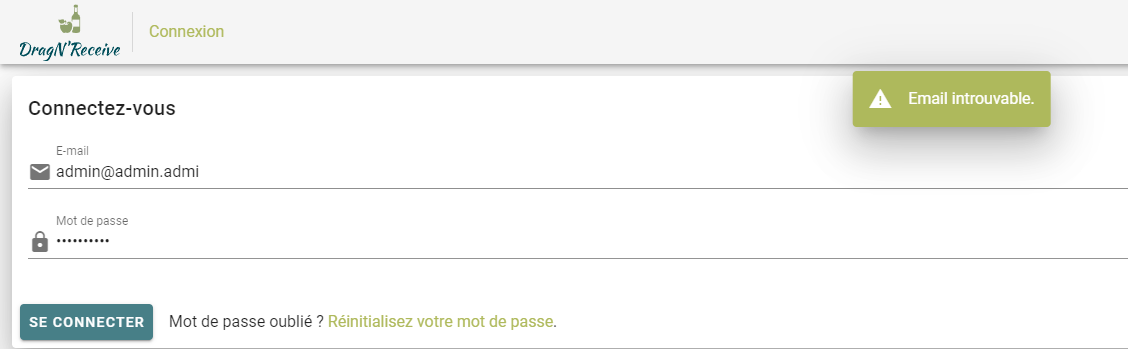 DragN'Receive
Connexion
Email introuvable.
Connectez-vous
E-mail
admin@admin.admi
Mot de passe
••••••••••
SE CONNECTER
Mot de passe oublié ? Réinitialisez votre mot de passe.